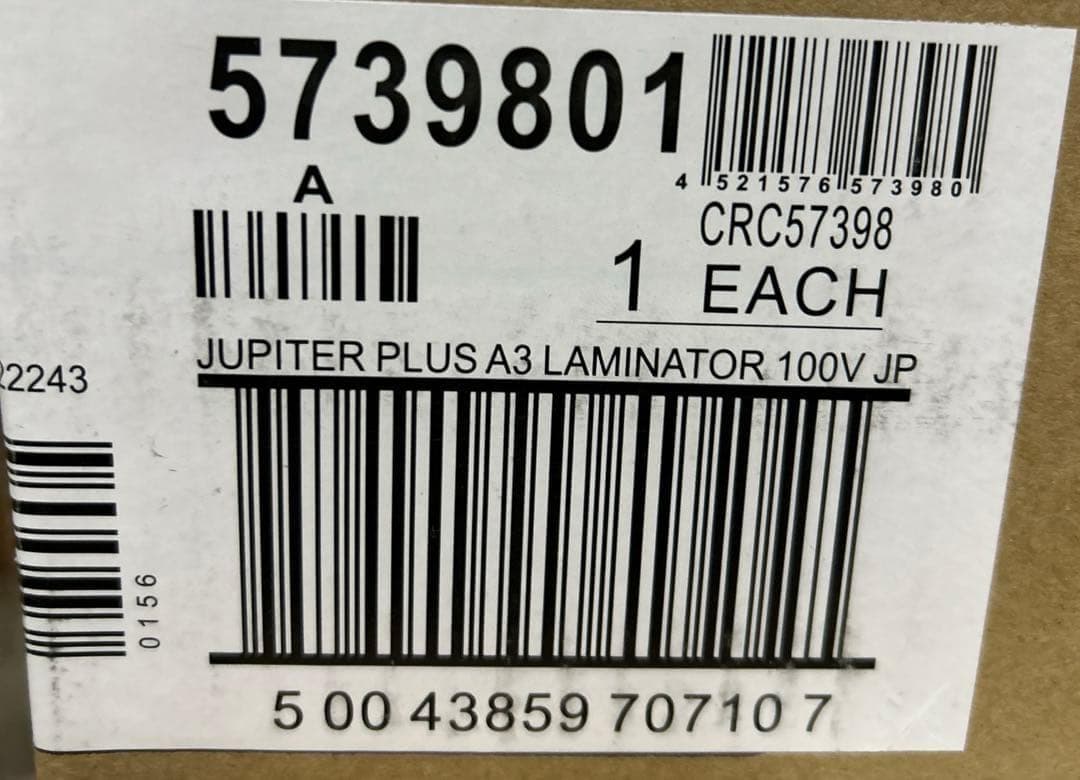 5739801
4 521576 573980
A
CRC57398
1 EACH
JUPITER PLUS A3 LAMINATOR 100V JP
2243
0156
5 00 43859 70710 7